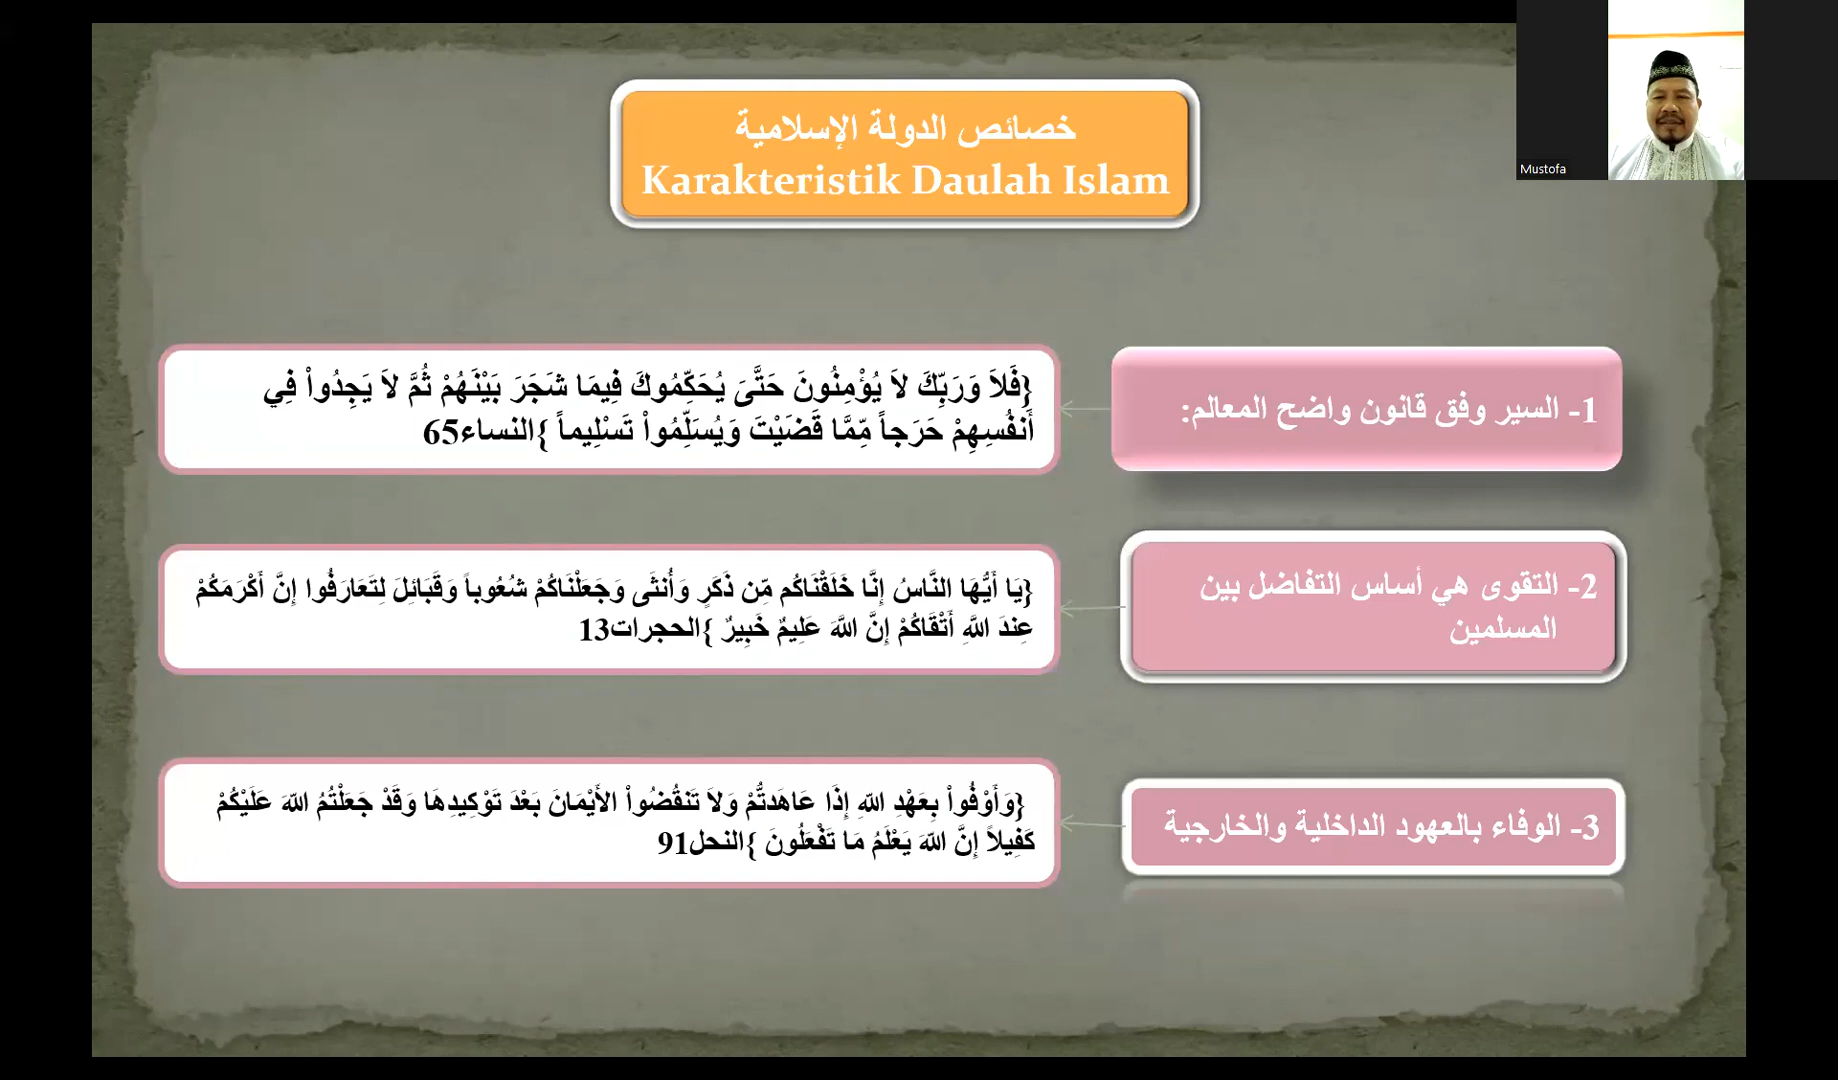 خصائص الدولة الإسلامية
Karakteristik Daulah Islam
Mustofa
1- السير وفق قانون واضح المعالم:
{فَلاَ وَرَبِّكَ لاَ يُؤْمِنُونَ حَتَّىَ يُحَكِّمُوكَ فِيمَا شَجَرَ بَيْنَهُمْ ثُمَّ لاَ يَجِدُواْ فِي
أَنفُسِهِمْ حَرَجاً مِّمَّا قَضَيْتَ وَيُسَلِّمُواْ تَسْلِيماً }النساء65
2- التقوى هي أساس التفاضل بين
المسلمين
{يَا أَيُّهَا النَّاسُ إِنَّا خَلَقْنَاكُم مِّن ذَكَرٍ وَأُنثَى وَجَعَلْنَاكُمْ شُعُوباً وَقَبَائِلَ لِتَعَارَفُوا إِنَّ أَكْرَمَكُمْ
عِندَ اللَّهِ أَتْقَاكُمْ إِنَّ اللَّهَ عَلِيمٌ خَبِيرٌ }الحجرات13
3- الوفاء بالعهود الداخلية والخارجية
{وَأَوْفُواْ بِعَهْدِ اللّهِ إِذَا عَاهَدتُّمْ وَلاَ تَنقُضُواْ الأَيْمَانَ بَعْدَ تَوْكِيدِهَا وَقَدْ جَعَلْتُمُ اللّهَ عَلَيْكُمْ
كَفِيلاً إِنَّ اللّهَ يَعْلَمُ مَا تَفْعَلُونَ }النحل91